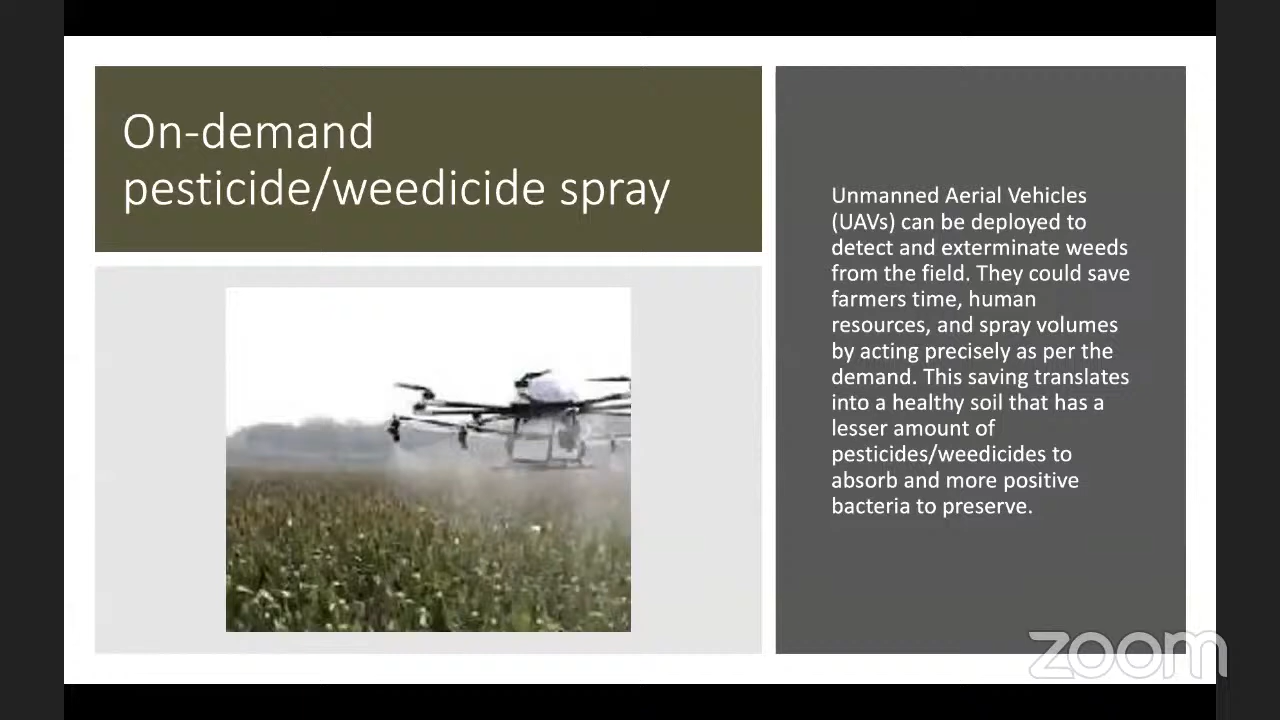 On-demand
pesticide/weedicide spray
Unmanned Aerial Vehicles
(UAVs) can be deployed to
detect and exterminate weeds
from the field. They could save
farmers time, human
resources, and spray volumes
by acting precisely as per the
demand. This saving translates
into a healthy soil that has a
lesser amount of
pesticides/weedicides to
absorb and more positive
bacteria to preserve.
zoom